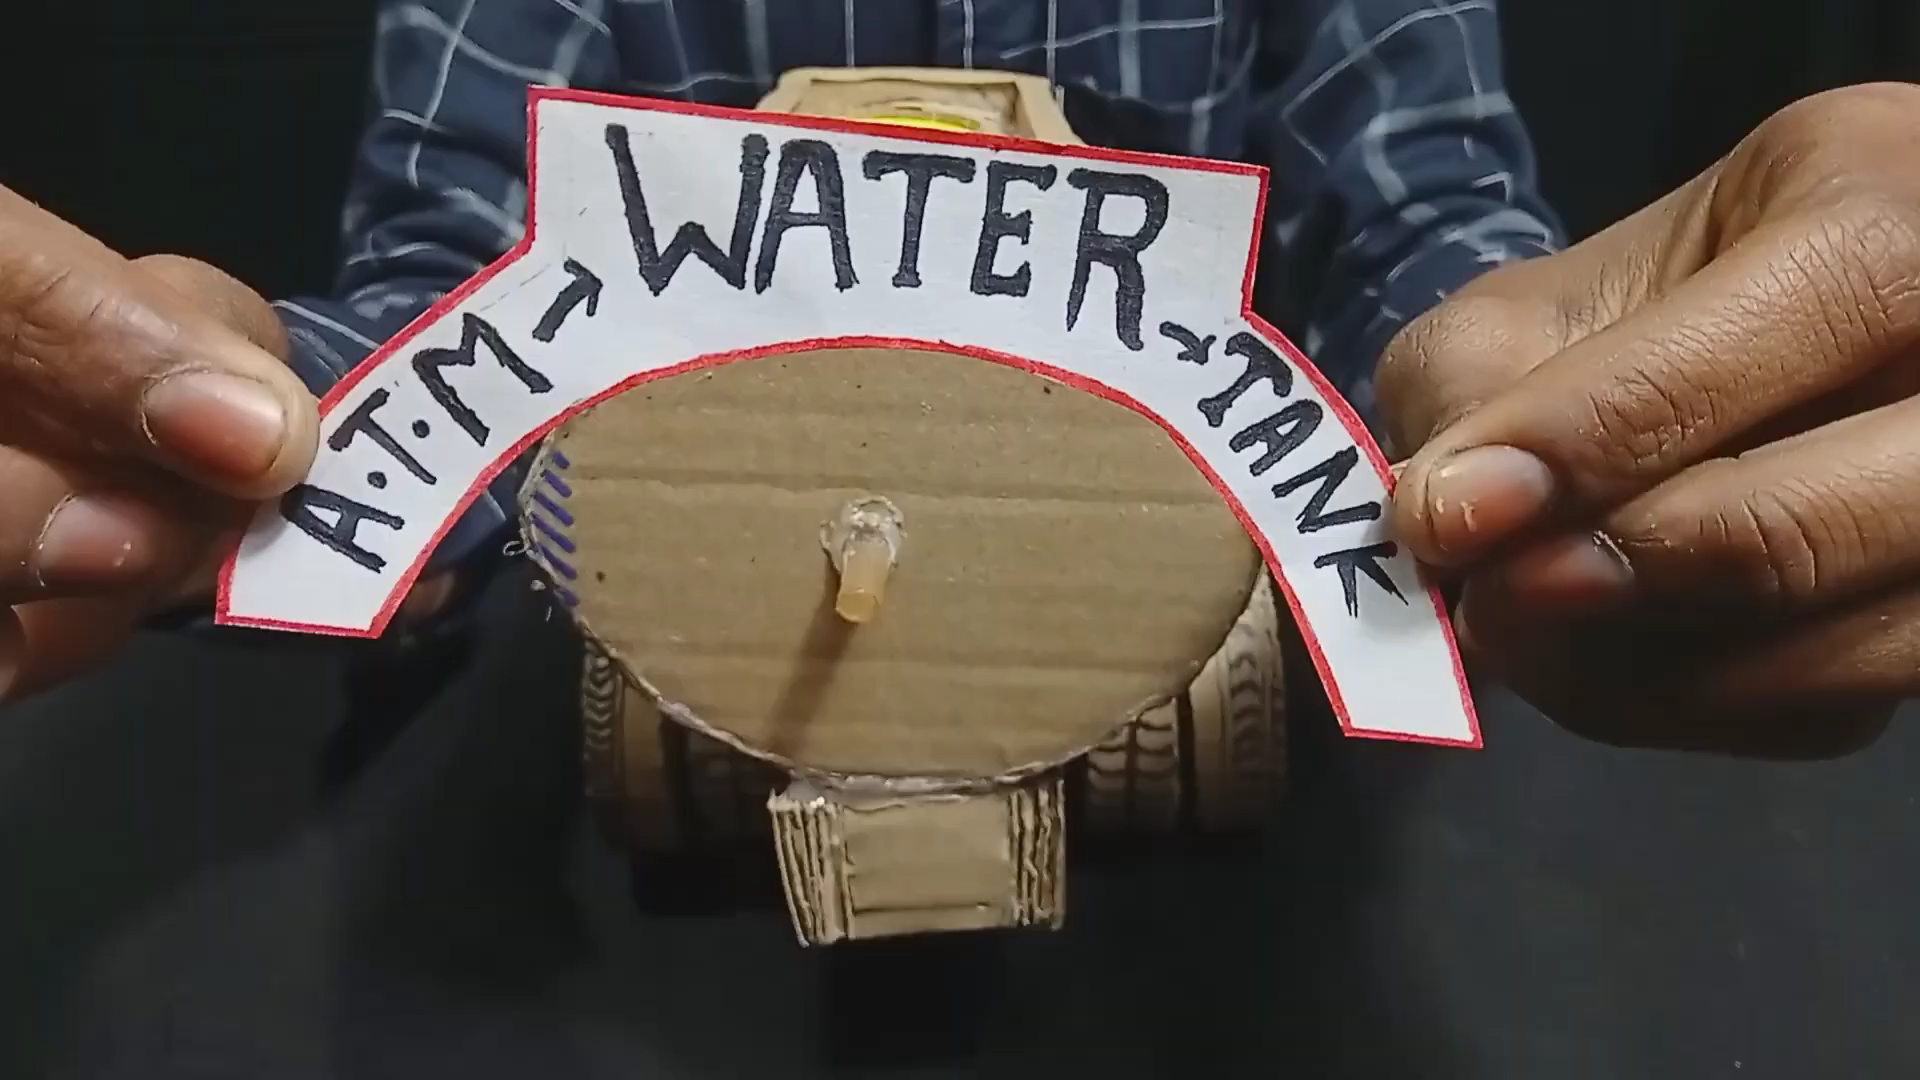 A.T.M → WATER → TANK